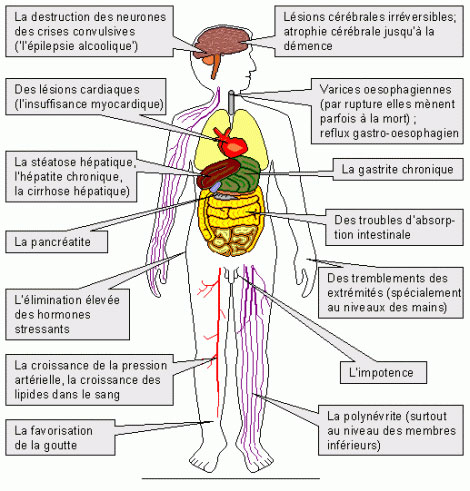 La destruction des neurones
des crises convulsives
('l'épilepsie alcoolique')
Lésions cérébrales irréversibles;
atrophie cérébrale jusqu'à la
démence
Des lésions cardiaques
(l'insuffisance myocardique)
Varices oesophagiennes
(par rupture elles mènent
parfois à la mort) ;
reflux gastro-oesophagien
La stéatose hépatique,
l'hépatite chronique,
la cirrhose hépatique)
La gastrite chronique
La pancréatite
Des troubles d'absorp-
tion intestinale
L'élimination élevée
des hormones
stressants
Des tremblements des
extrémités (spécialement
au niveaux des mains)
La croissance de la pression
artérielle, la croissance des
lipides dans le sang
L'impotence
La favorisation
de la goutte
La polynévrite (surtout
au niveau des membres
inférieurs)